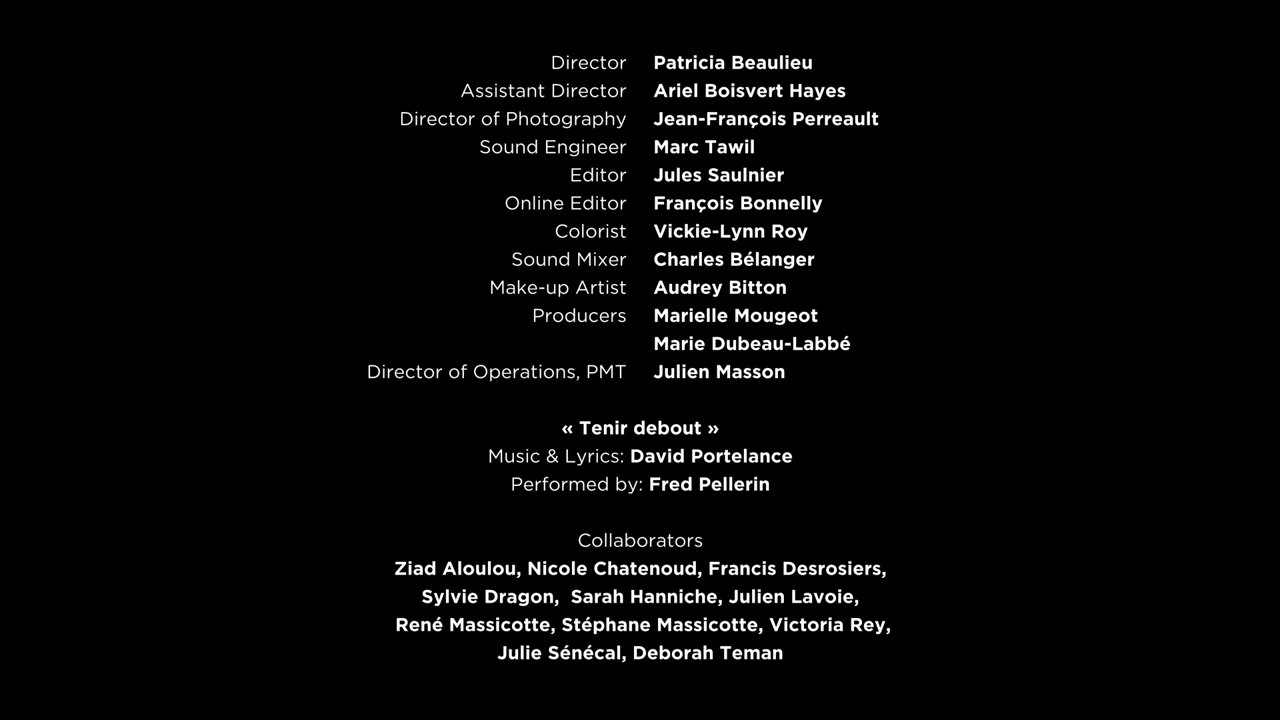 Director Patricia Beaulieu
Assistant Director Ariel Boisvert Hayes
Director of Photography Jean-François Perreault
Sound Engineer Marc Tawil
Editor Jules Saulnier
Online Editor François Bonnelly
Colorist Vickie-Lynn Roy
Sound Mixer Charles Bélanger
Make-up Artist Audrey Bitton
Producers Marielle Mougeot
Marie Dubeau-Labbé
Director of Operations, PMT Julien Masson
« Tenir debout »
Music & Lyrics: David Portelance
Performed by: Fred Pellerin
Collaborators
Ziad Aloulou, Nicole Chatenoud, Francis Desrosiers,
Sylvie Dragon, Sarah Hanniche, Julien Lavoie,
René Massicotte, Stéphane Massicotte, Victoria Rey,
Julie Sénécal, Deborah Teman